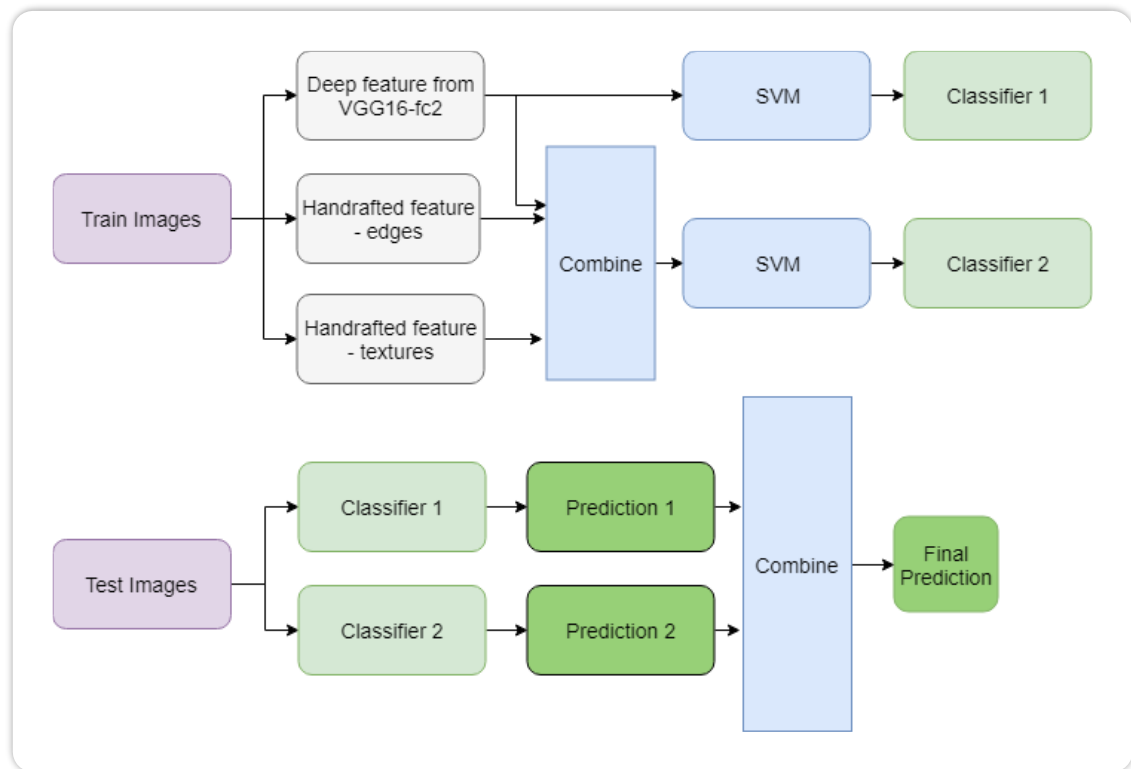 Deep feature from
VGG16-fc2
SVM
Classifier 1
Train Images
Handrafted feature
- edges
Combine
SVM
Classifier 2
Handrafted feature
- textures
Classifier 1
Prediction 1
Test Images
Combine
Final
Prediction
Classifier 2
Prediction 2